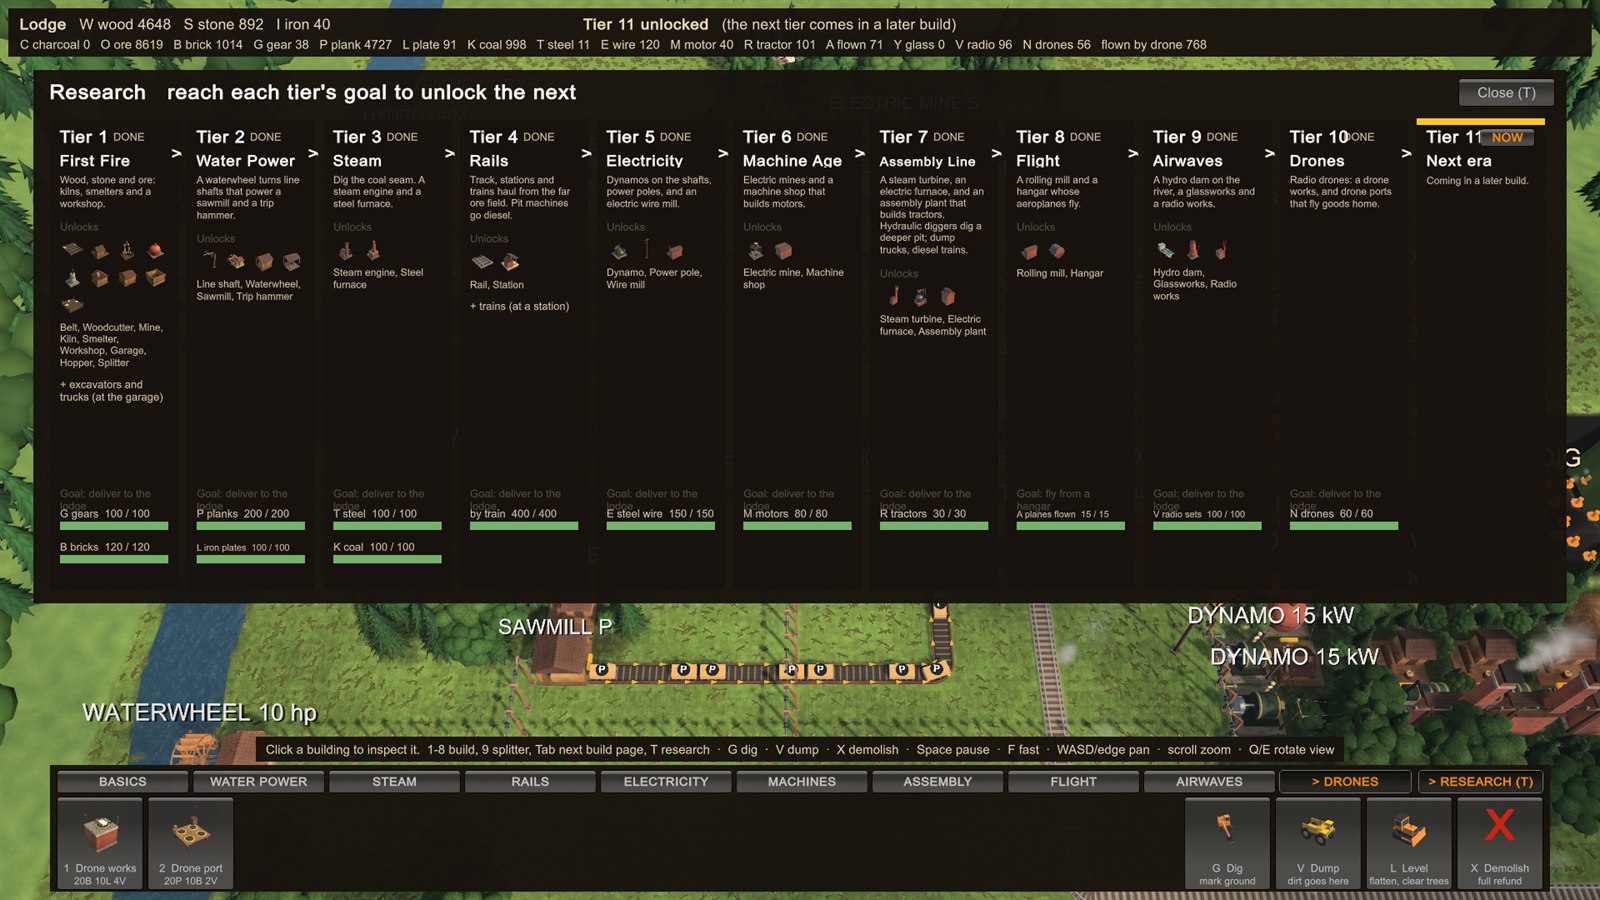 Lodge W wood 4648 S stone 892 I iron 40 Tier 11 unlocked (the next tier comes in a later build)
C charcoal 0 O ore 8619 B brick 1014 G gear 38 P plank 4727 L plate 91 K coal 998 T steel 11 E wire 120 M motor 40 R tractor 101 A flown 71 Y glass 0 V radio 96 N drones 56 flown by drone 768
Research reach each tier's goal to unlock the next
Close (T)
Tier 1 DONE
First Fire
Wood, stone and ore:
kilns, smelters and a
workshop.
Unlocks
Belt, Woodcutter, Mine,
Kiln, Smelter,
Workshop, Garage,
Hopper, Splitter
+ excavators and
trucks (at the garage)
Goal: deliver to the
lodge
G gears 100 / 100
B bricks 120 / 120
>
Tier 2 DONE
Water Power
A waterwheel turns line
shafts that power a
sawmill and a trip
hammer.
Unlocks
Line shaft, Waterwheel,
Sawmill, Trip hammer
Goal: deliver to the
lodge
P planks 200 / 200
L iron plates 100 / 100
>
Tier 3 DONE
Steam
Dig the coal seam. A
steam engine and a
steel furnace.
Unlocks
Steam engine, Steel
furnace
Goal: deliver to the
lodge
T steel 100 / 100
K coal 100 / 100
>
Tier 4 DONE
Rails
Track, stations and
trains haul from the far
ore field. Pit machines
go diesel.
Unlocks
Rail, Station
+ trains (at a station)
Goal: deliver to the
lodge
by train 400 / 400
>
Tier 5 DONE
Electricity
Dynamos on the shafts,
power poles, and an
electric wire mill.
Unlocks
Dynamo, Power pole,
Wire mill
Goal: deliver to the
lodge
E steel wire 150 / 150
>
Tier 6 DONE
Machine Age
Electric mines and a
machine shop that
builds motors.
Unlocks
Electric mine, Machine
shop
Goal: deliver to the
lodge
M motors 80 / 80
>
Tier 7 DONE
Assembly Line
A steam turbine, an
electric furnace, and an
assembly plant that
builds tractors.
Hydraulic diggers dig a
deeper pit; dump
trucks, diesel trains.
Unlocks
Steam turbine, Electric
furnace, Assembly plant
Goal: deliver to the
lodge
R tractors 30 / 30
>
Tier 8 DONE
Flight
A rolling mill and a
hangar whose
aeroplanes fly.
Unlocks
Rolling mill, Hangar
Goal: fly from a
hangar
A planes flown 15 / 15
>
Tier 9 DONE
Airwaves
A hydro dam on the
river, a glassworks and
a radio works.
Unlocks
Hydro dam,
Glassworks, Radio
works
Goal: deliver to the
lodge
V radio sets 100 / 100
>
Tier 10 DONE
Drones
Radio drones: a drone
works, and drone ports
that fly goods home.
Goal: deliver to the
lodge
N drones 60 / 60
>
Tier 11 NOW
Next era
Coming in a later build.
ELECTRIC MINE S
HYDRO DAM
SAWMILL P
P P P P P P P
WATERWHEEL 10 hp
DYNAMO 15 kW
DYNAMO 15 kW
Click a building to inspect it. 1-8 build, 9 splitter, Tab next build page, T research · G dig · V dump · X demolish · Space pause · F fast · WASD/edge pan · scroll zoom · Q/E rotate view
BASICS WATER POWER STEAM RAILS ELECTRICITY MACHINES ASSEMBLY FLIGHT AIRWAVES > DRONES > RESEARCH (T)
1 Drone works
20B 10L 4V
2 Drone port
20P 10B 2V
G Dig
mark ground
V Dump
dirt goes here
L Level
flatten, clear trees
X Demolish
full refund